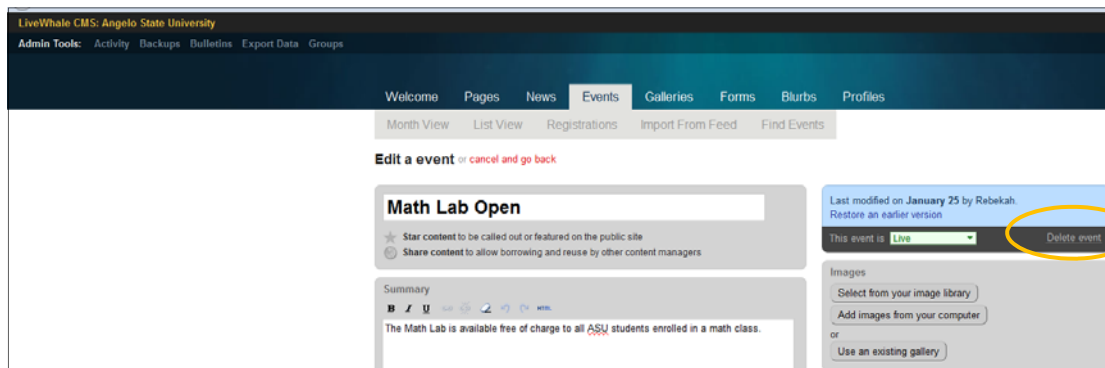 LiveWhale CMS: Angelo State University
Admin Tools: Activity Backups Bulletins Export Data Groups
Welcome Pages News Events Galleries Forms Blurbs Profiles
Month View List View Registrations Import From Feed Find Events
Edit a event or cancel and go back
Math Lab Open
Star content to be called out or featured on the public site
Share content to allow borrowing and reuse by other content managers
Last modified on January 25 by Rebekah.
Restore an earlier version
This event is Live Delete event
Summary
B I U HTML
The Math Lab is available free of charge to all ASU students enrolled in a math class.
Images
Select from your image library
Add images from your computer
or
Use an existing gallery